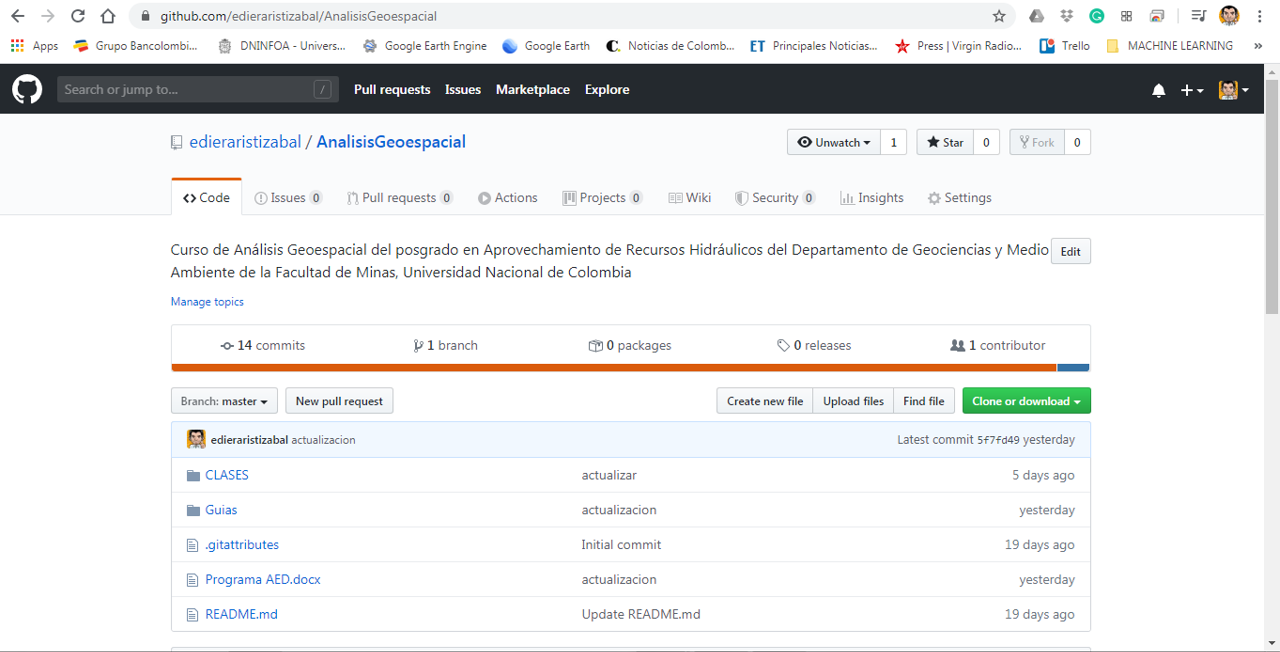 github.com/edieraristizabal/AnalisisGeoespacial
Apps Grupo Bancolombi... DNINFOA - Univers... Google Earth Engine Google Earth Noticias de Colomb... ET Principales Noticias... Press | Virgin Radio... Trello MACHINE LEARNING »
Search or jump to... / Pull requests Issues Marketplace Explore
edieraristizabal / AnalisisGeoespacial Unwatch 1 Star 0 Fork 0
Code Issues 0 Pull requests 0 Actions Projects 0 Wiki Security 0 Insights Settings
Curso de Análisis Geoespacial del posgrado en Aprovechamiento de Recursos Hidráulicos del Departamento de Geociencias y Medio Edit
Ambiente de la Facultad de Minas, Universidad Nacional de Colombia
Manage topics
14 commits 1 branch 0 packages 0 releases 1 contributor
Branch: master New pull request Create new file Upload files Find file Clone or download
edieraristizabal actualizacion Latest commit 5f7fd49 yesterday
CLASES actualizar 5 days ago
Guias actualizacion yesterday
.gitattributes Initial commit 19 days ago
Programa AED.docx actualizacion yesterday
README.md Update README.md 19 days ago